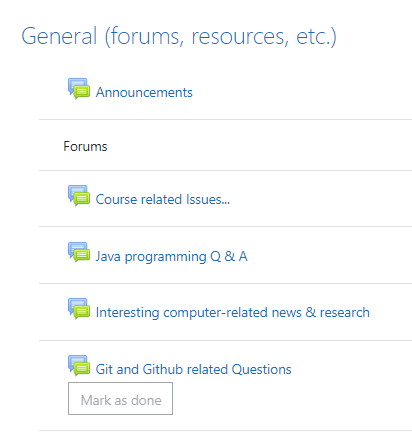 General (forums, resources, etc.)
Announcements
Forums
Course related Issues...
Java programming Q & A
Interesting computer-related news & research
Git and Github related Questions
Mark as done